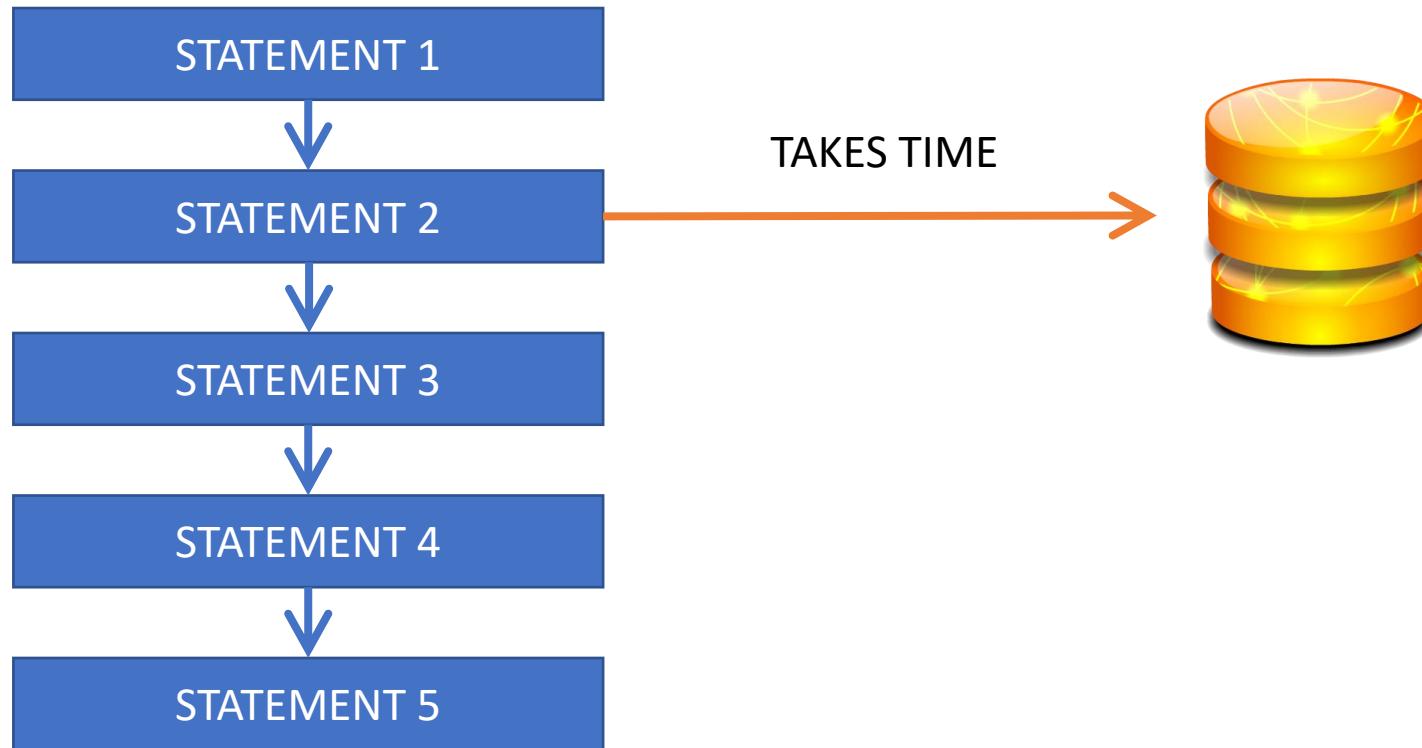 STATEMENT 1
TAKES TIME
STATEMENT 2
STATEMENT 3
STATEMENT 4
STATEMENT 5